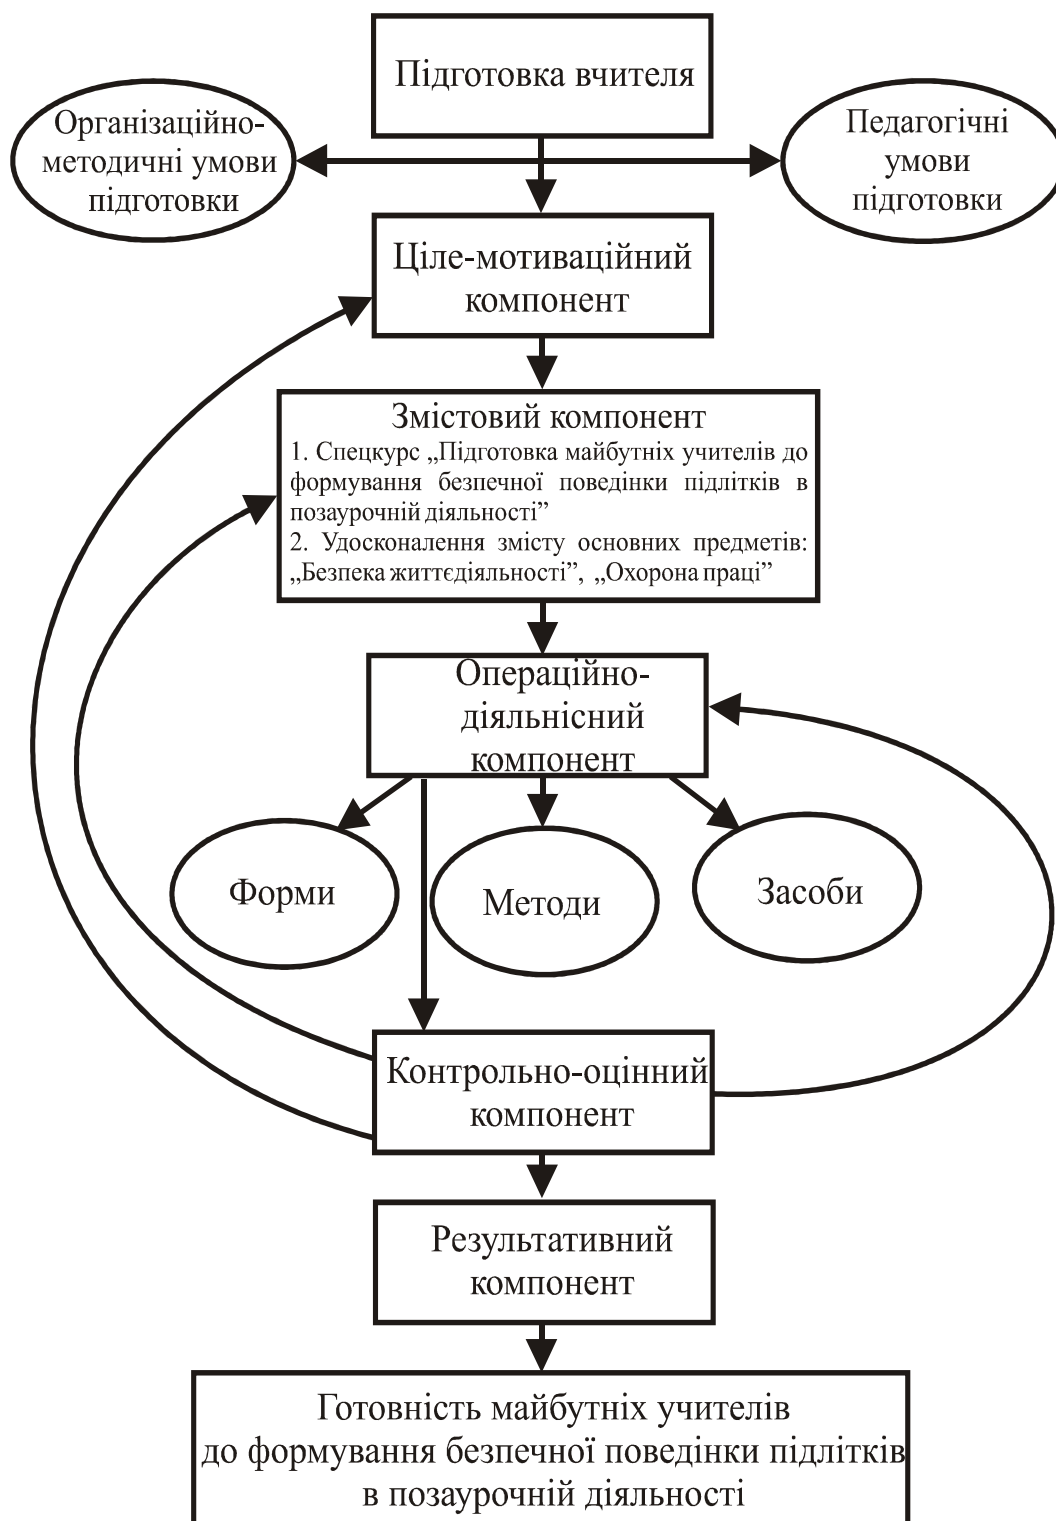 Підготовка вчителя
Організаційно-
методичні умови
підготовки
Педагогічні
умови
підготовки
Ціле-мотиваційний
компонент
Змістовий компонент
1. Спецкурс „Підготовка майбутніх учителів до
формування безпечної поведінки підлітків в
позаурочній діяльності”
2. Удосконалення змісту основних предметів:
„Безпека життєдіяльності”, „Охорона праці”
Операційно-
діяльнісний
компонент
Форми
Методи
Засоби
Контрольно-оцінний
компонент
Результативний
компонент
Готовність майбутніх учителів
до формування безпечної поведінки підлітків
в позаурочній діяльності